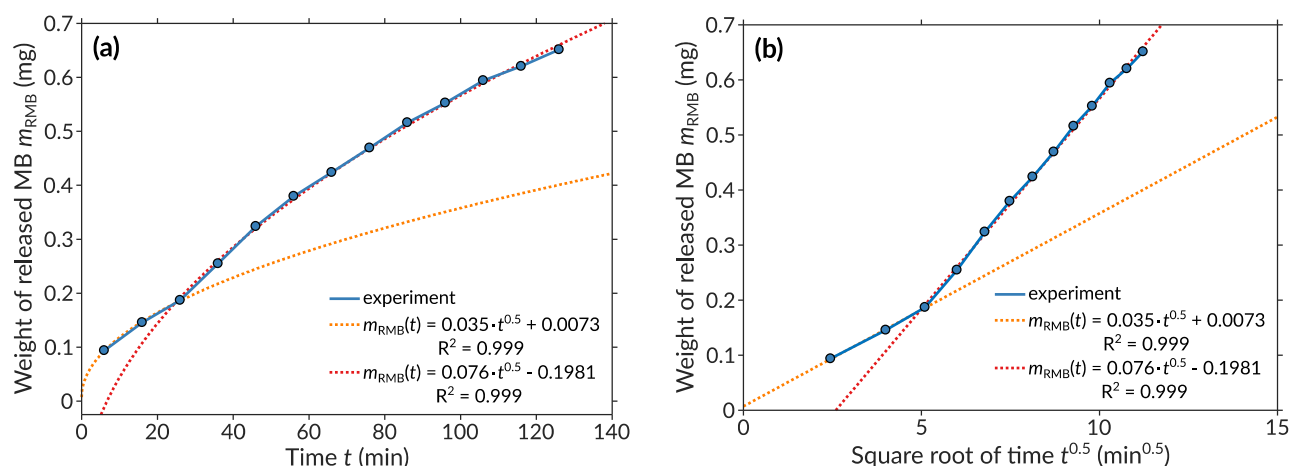 (a)
Weight of released MB m_RMB (mg)
0.7
0.6
0.5
0.4
0.3
0.2
0.1
0
0 20 40 60 80 100 120 140
Time t (min)
experiment
m_RMB(t) = 0.035·t^0.5 + 0.0073
R² = 0.999
m_RMB(t) = 0.076·t^0.5 - 0.1981
R² = 0.999
(b)
Weight of released MB m_RMB (mg)
0.7
0.6
0.5
0.4
0.3
0.2
0.1
0
0 5 10 15
Square root of time t^0.5 (min^0.5)
experiment
m_RMB(t) = 0.035·t^0.5 + 0.0073
R² = 0.999
m_RMB(t) = 0.076·t^0.5 - 0.1981
R² = 0.999